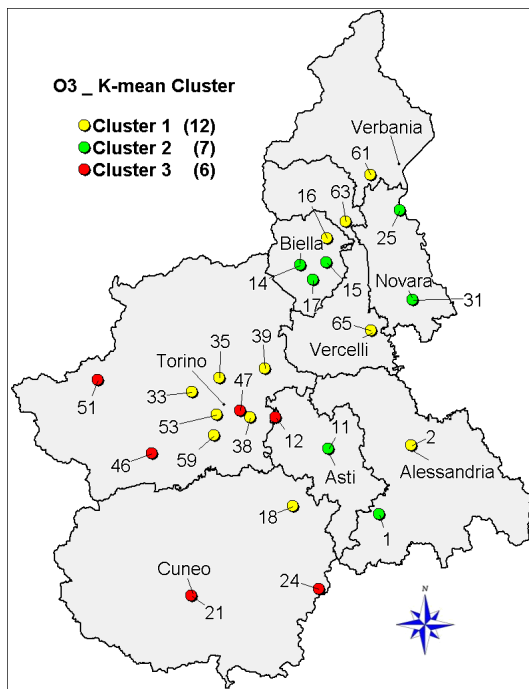 O3 _ K-mean Cluster
Cluster 1 (12)
Cluster 2 (7)
Cluster 3 (6)
Verbania
61
63
16
25
Biella
14
17
15
Novara
31
65
Vercelli
39
35
Torino
47
33
51
53
38
12
11
2
46
59
Asti
Alessandria
18
1
Cuneo
24
21
N